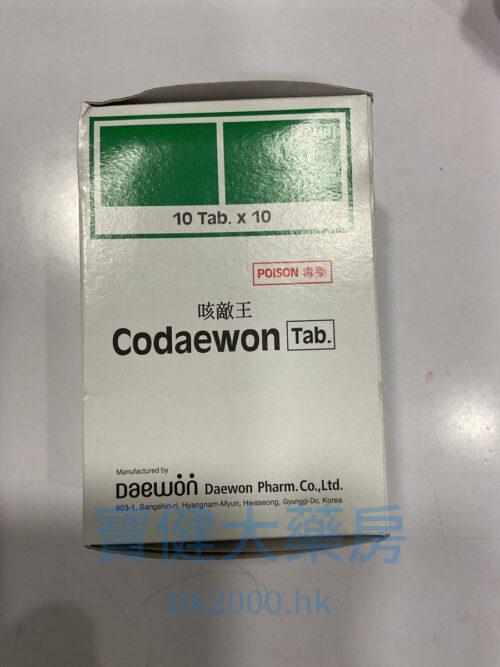 10 Tab. x 10
POISON 毒藥
咳敵王
Codaewon Tab.
Manufactured by
Daewon Daewon Pharm.Co.,Ltd.
903-1, Sangshin-ri, Hyangnam-Myun, Hwaseong, Gyunggi-Do, Korea
寶健大藥房
bk2000.hk